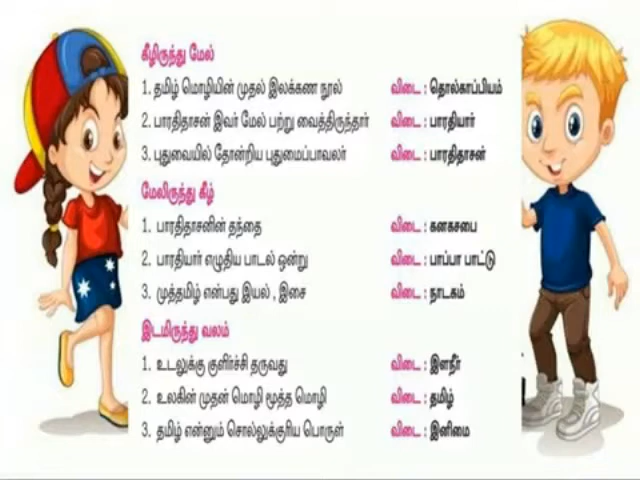 கீழிருந்து மேல்
1. தமிழ் மொழியின் முதல் இலக்கண நூல் விடை : தொல்காப்பியம்
2. பாரதிதாசன் இவர் மேல் பற்று வைத்திருந்தார் விடை : பாரதியார்
3. புதுவையில் தோன்றிய புதுமைப்பாவலர் விடை : பாரதிதாசன்
மேலிருந்து கீழ்
1. பாரதிதாசனின் தந்தை விடை : கனகசபை
2. பாரதியார் எழுதிய பாடல் ஒன்று விடை : பாப்பா பாட்டு
3. முத்தமிழ் என்பது இயல் , இசை விடை : நாடகம்
இடமிருந்து வலம்
1. உடலுக்கு குளிர்ச்சி தருவது விடை : இளநீர்
2. உலகின் முதன் மொழி மூத்த மொழி விடை : தமிழ்
3. தமிழ் என்னும் சொல்லுக்குரிய பொருள் விடை : இனிமை